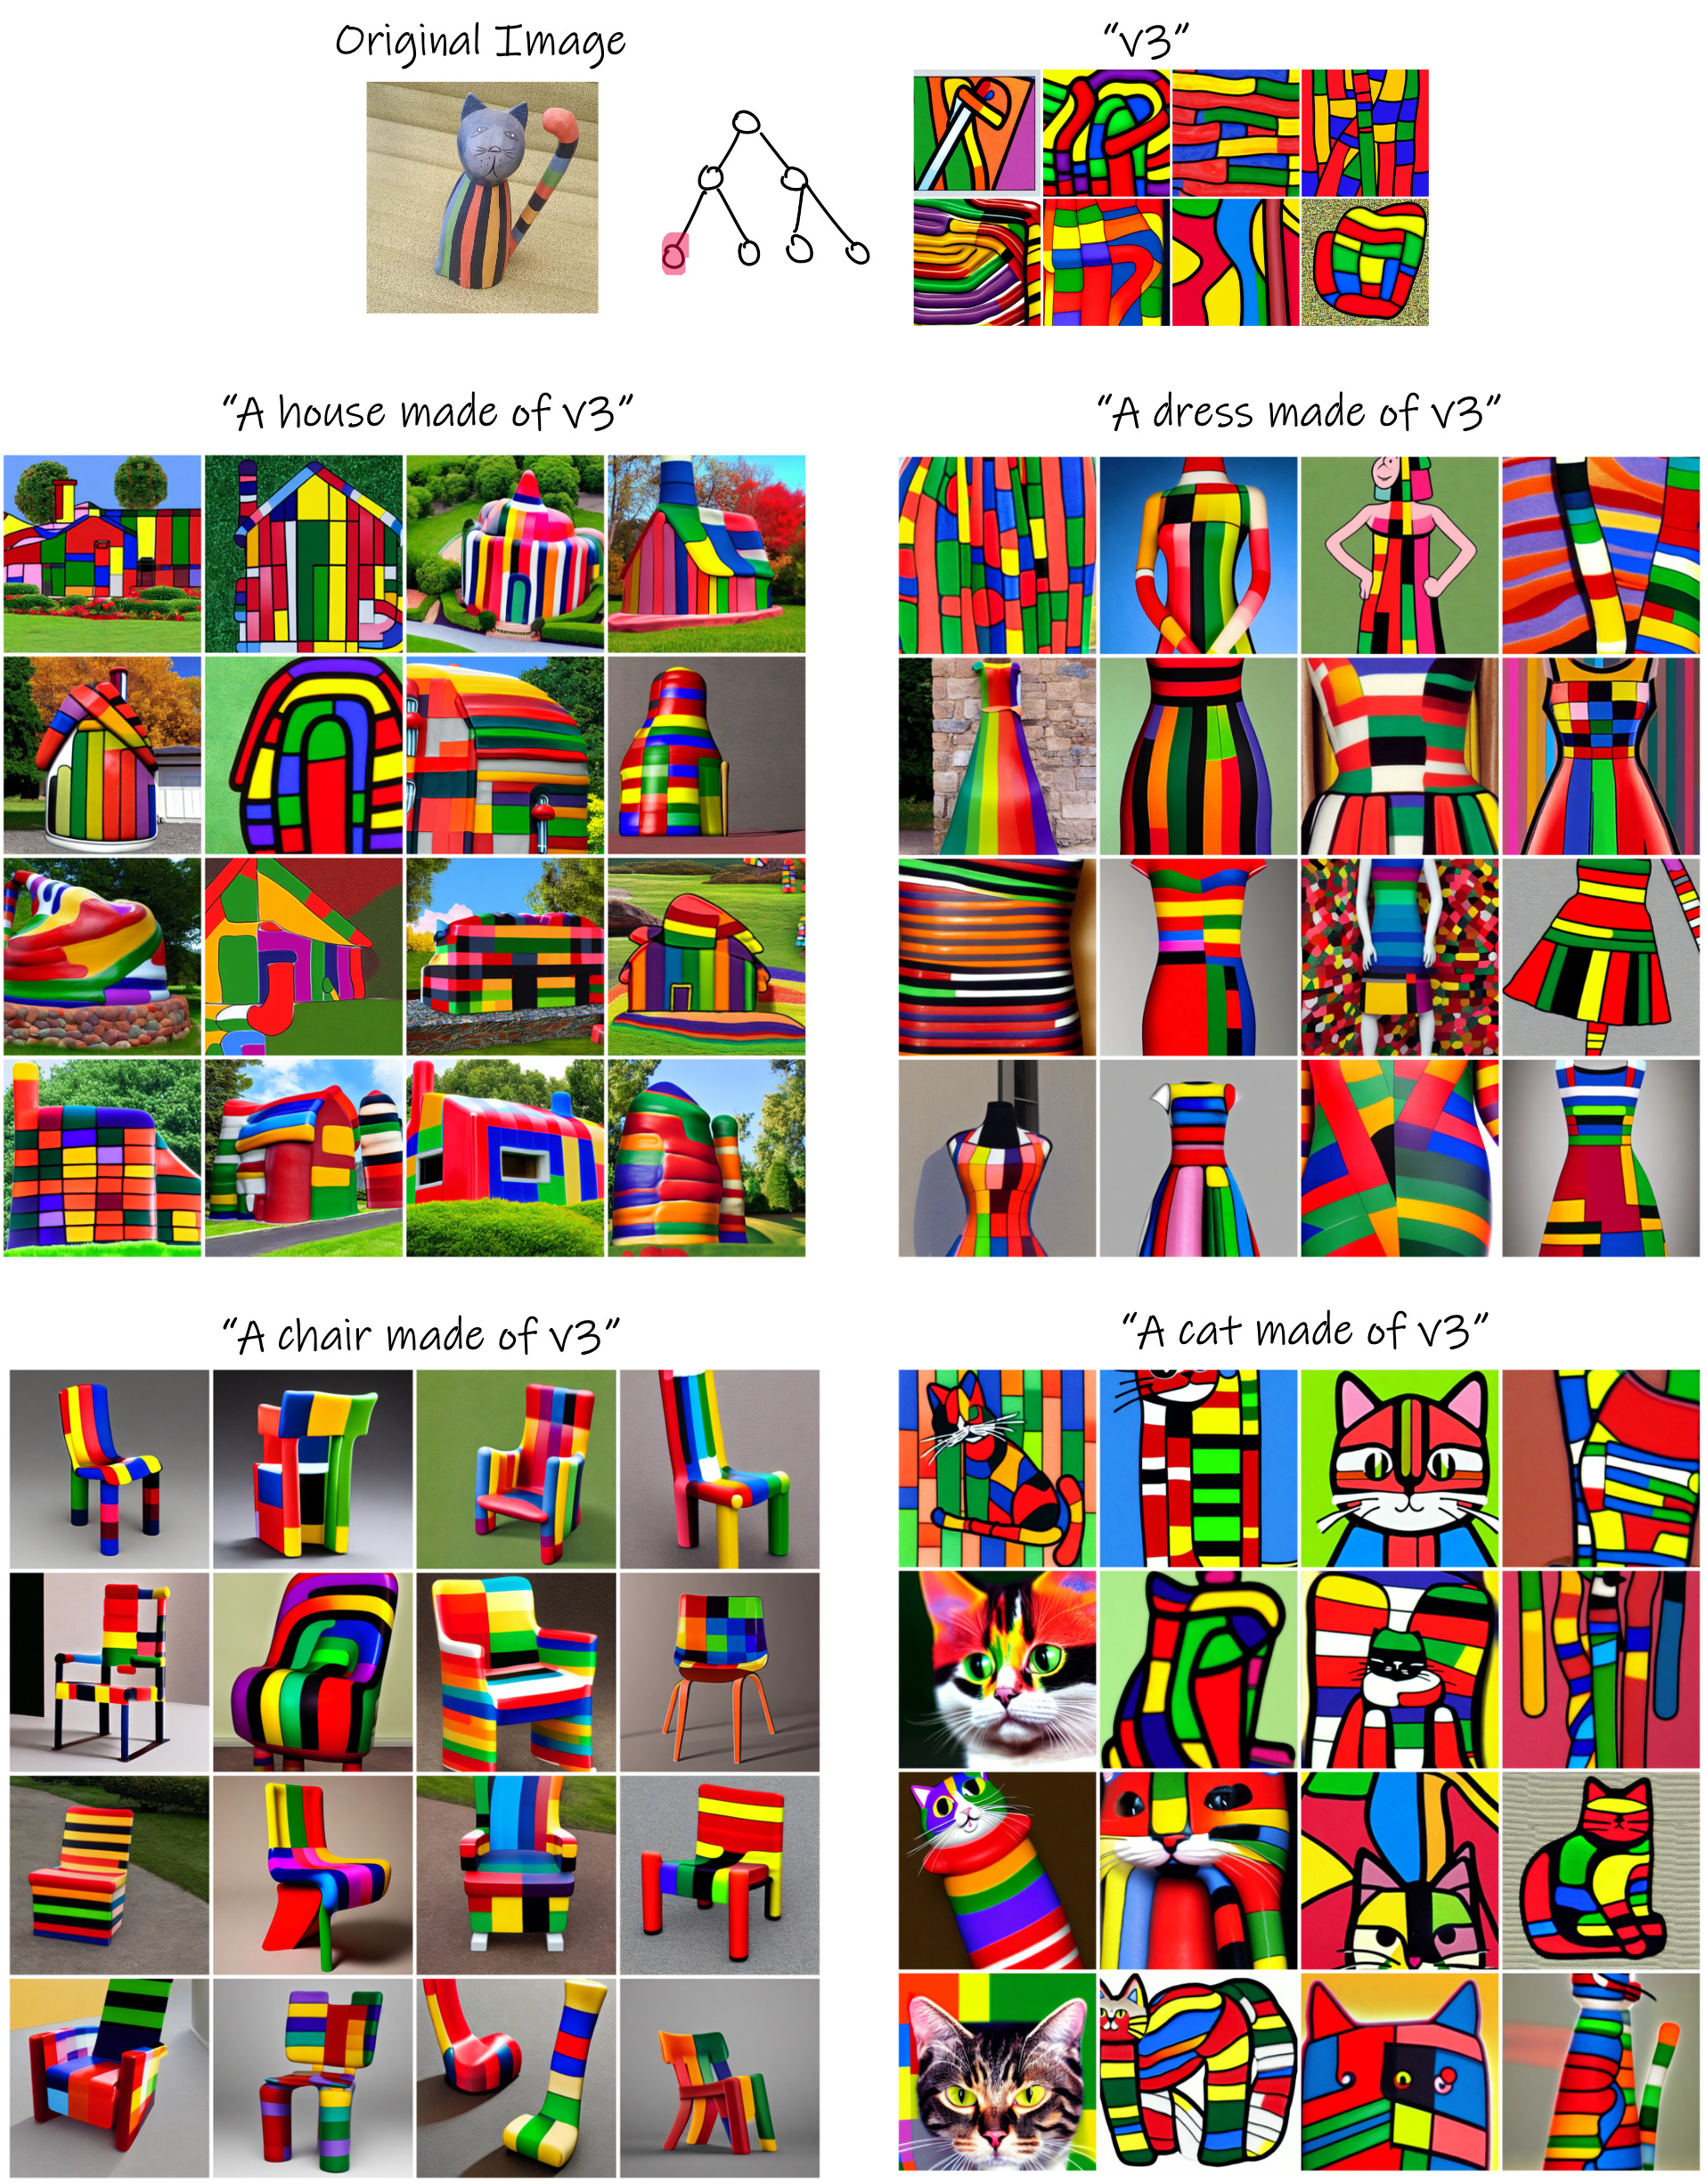 Original Image
“v3”
“A house made of v3”
“A dress made of v3”
“A chair made of v3”
“A cat made of v3”